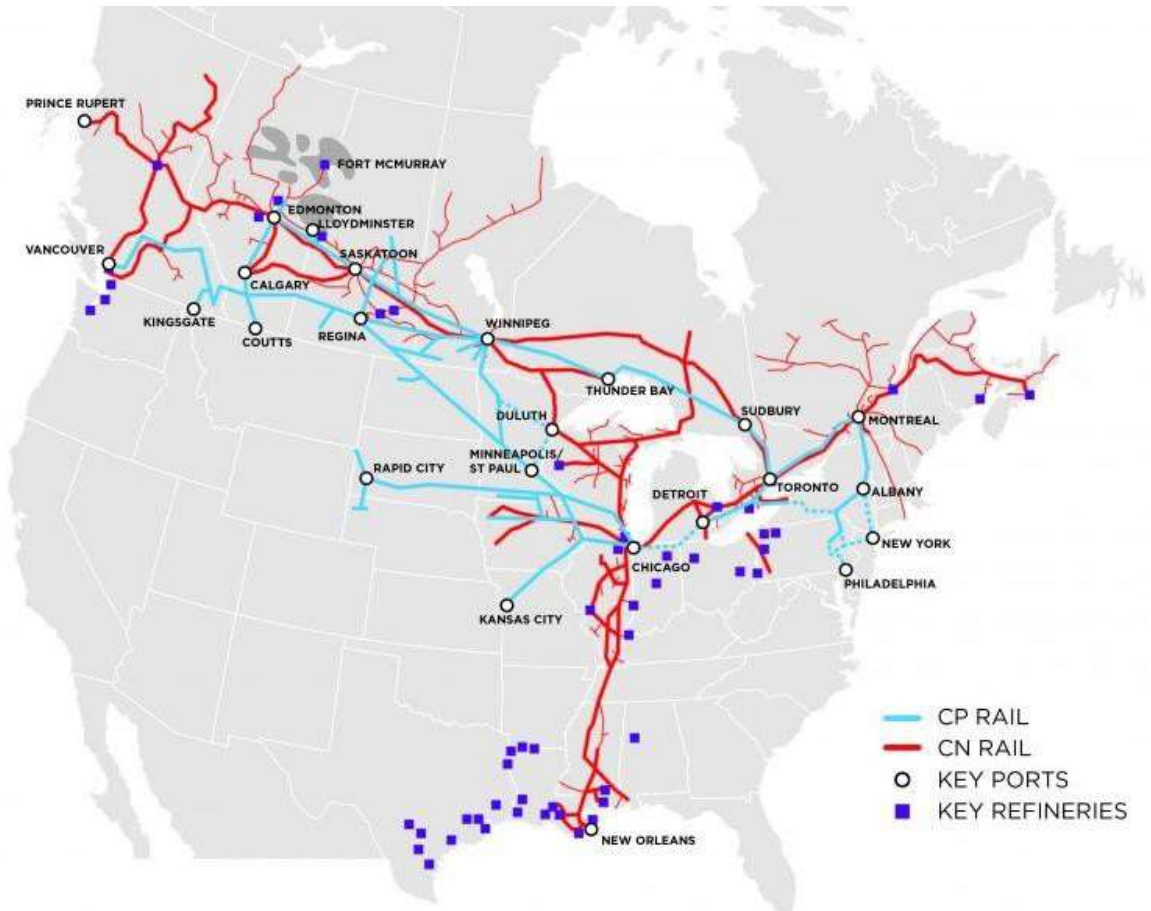 PRINCE RUPERT
FORT MCMURRAY
EDMONTON
LLOYDMINSTER
VANCOUVER
SASKATOON
CALGARY
KINGSGATE
COUTTS
REGINA
WINNIPEG
THUNDER BAY
DULUTH
SUDBURY
MONTREAL
MINNEAPOLIS/
ST PAUL
RAPID CITY
DETROIT
TORONTO
ALBANY
NEW YORK
CHICAGO
PHILADELPHIA
KANSAS CITY
NEW ORLEANS
CP RAIL
CN RAIL
KEY PORTS
KEY REFINERIES